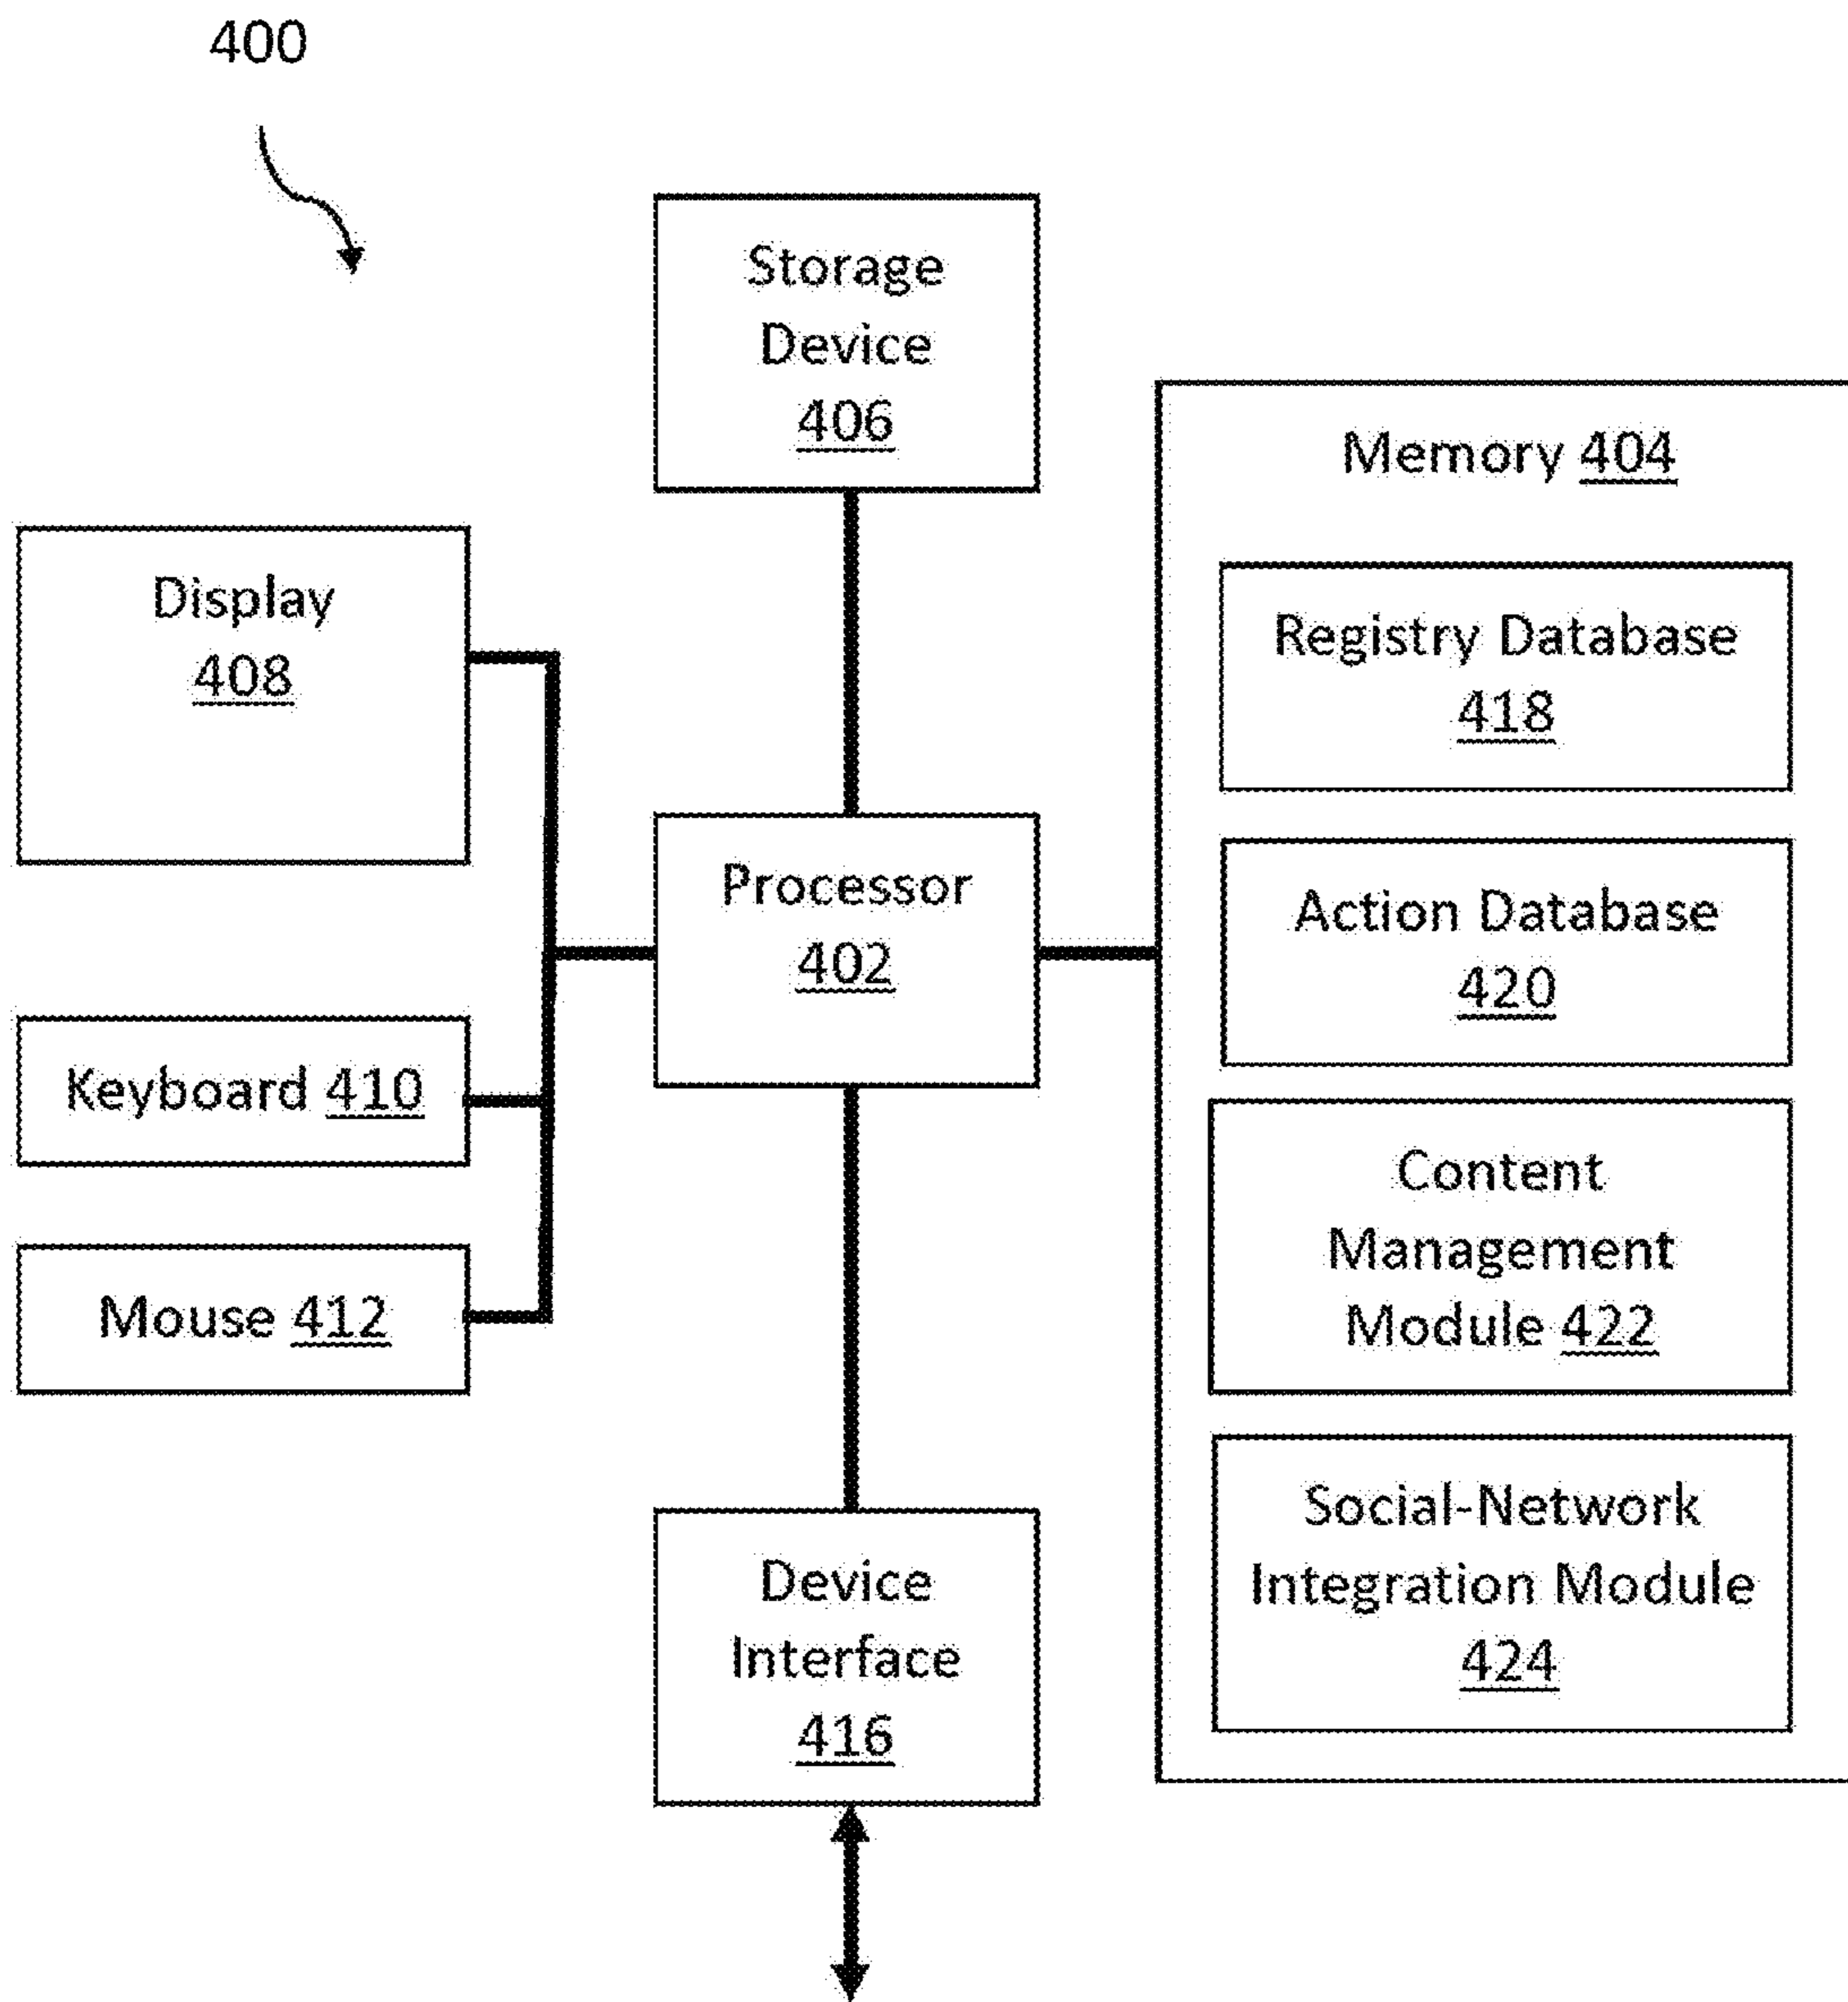 400
Storage
Device
406
Memory 404
Display
408
Registry Database
418
Processor
402
Action Database
420
Keyboard 410
Content
Management
Module 422
Mouse 412
Social-Network
Integration Module
424
Device
Interface
416